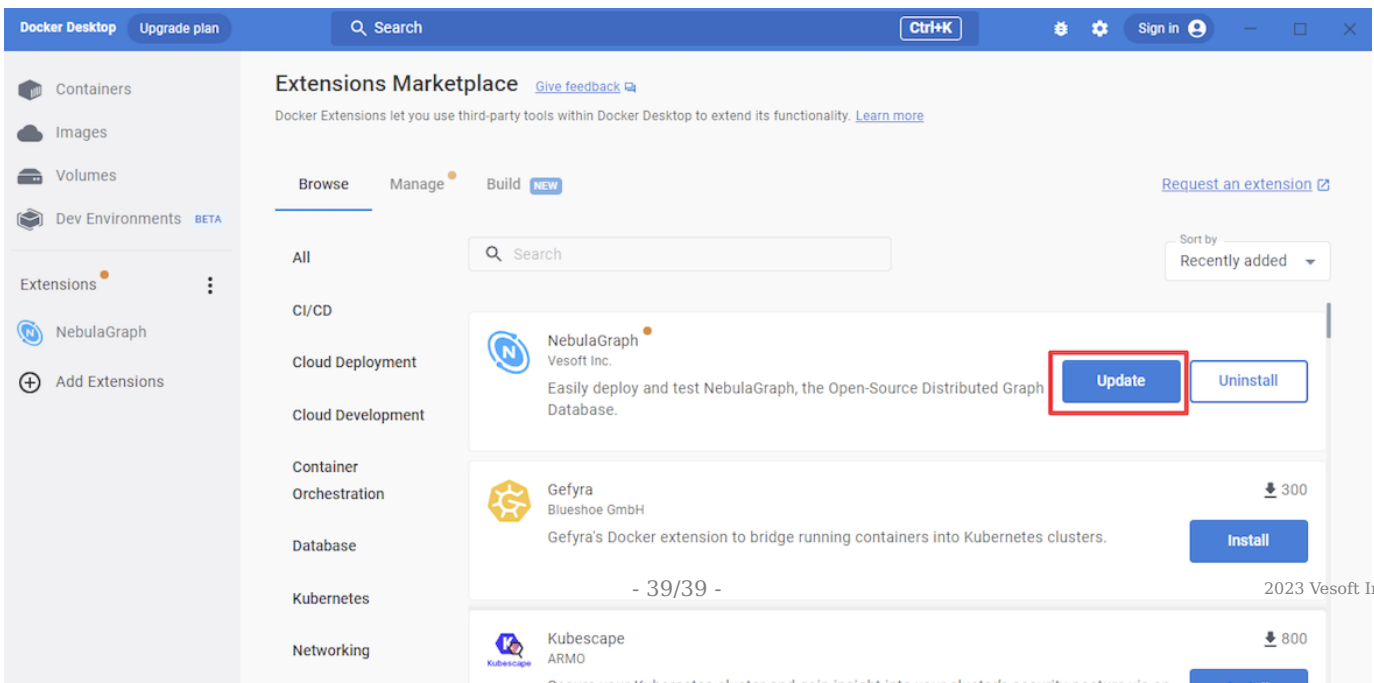 Docker Desktop Upgrade plan Search Ctrl+K Sign in
Containers
Images
Volumes
Dev Environments BETA
Extensions
NebulaGraph
Add Extensions
Extensions Marketplace Give feedback
Docker Extensions let you use third-party tools within Docker Desktop to extend its functionality. Learn more
Browse Manage Build NEW Request an extension
All
CI/CD
Cloud Deployment
Cloud Development
Container
Orchestration
Database
Kubernetes
Networking
Search
Sort by
Recently added
NebulaGraph
Vesoft Inc.
Easily deploy and test NebulaGraph, the Open-Source Distributed Graph
Database.
Update Uninstall
Gefyra
Blueshoe GmbH
Gefyra's Docker extension to bridge running containers into Kubernetes clusters.
300
Install
- 39/39 - 2023 Vesoft
Kubescape
Kubescape
ARMO
800